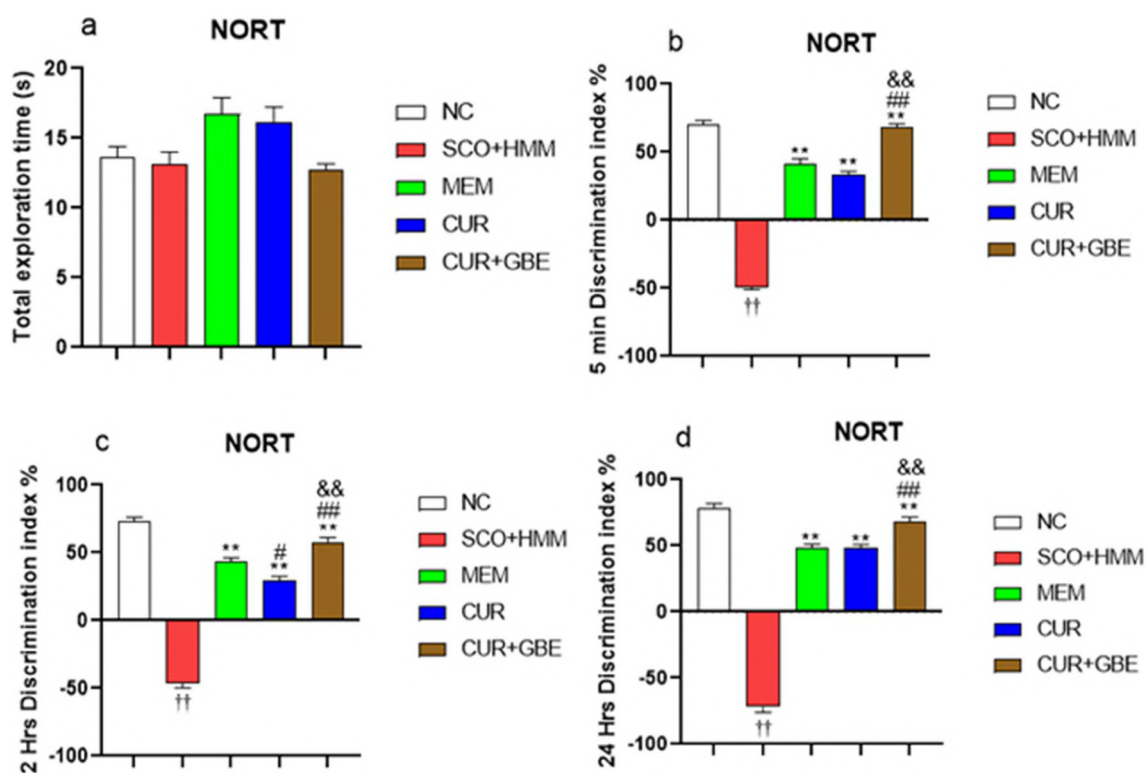 a
NORT
Total exploration time (s)
20
15
10
5
0
NC
SCO+HMM
MEM
CUR
CUR+GBE
b
NORT
5 min Discrimination index %
100
50
0
-50
-100
††
**
**
&&
##
**
NC
SCO+HMM
MEM
CUR
CUR+GBE
c
NORT
2 Hrs Discrimination index %
100
50
0
-50
-100
††
**
#
**
&&
##
**
NC
SCO+HMM
MEM
CUR
CUR+GBE
d
NORT
24 Hrs Discrimination index %
100
50
0
-50
-100
††
**
**
&&
##
**
NC
SCO+HMM
MEM
CUR
CUR+GBE